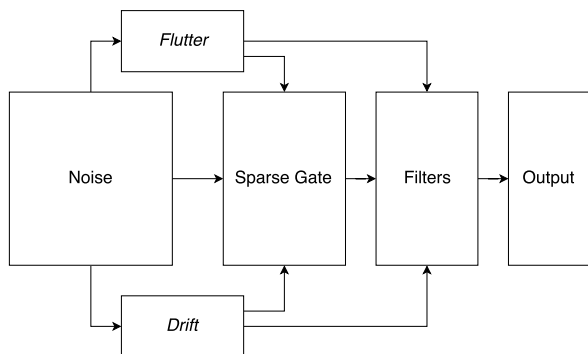 Flutter
Noise
Sparse Gate
Filters
Output
Drift